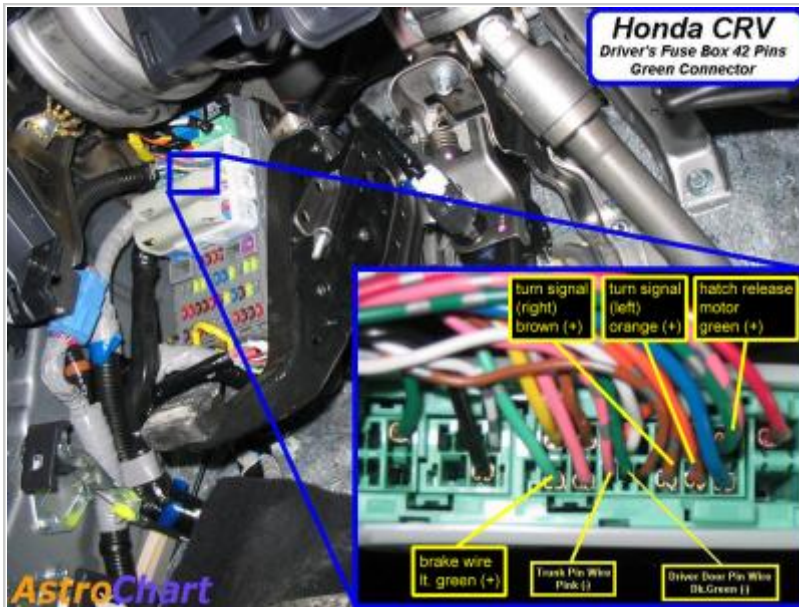 Honda CRV
Driver's Fuse Box 42 Pins
Green Connector
turn signal
(right)
brown (+)
turn signal
(left)
orange (+)
hatch release
motor
green (+)
brake wire
lt. green (+)
Trunk Pin Wire
Pink (-)
Driver Door Pin Wire
Dk.Green (-)
AstroChart